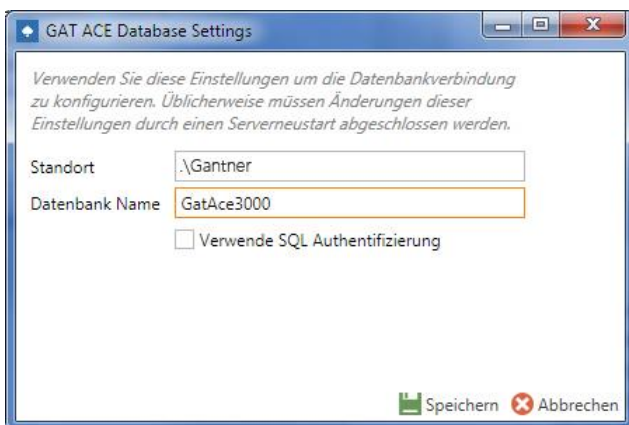 GAT ACE Database Settings
Verwenden Sie diese Einstellungen um die Datenbankverbindung
zu konfigurieren. Üblicherweise müssen Änderungen dieser
Einstellungen durch einen Serverneustart abgeschlossen werden.
Standort .\Gantner
Datenbank Name GatAce3000
Verwende SQL Authentifizierung
Speichern Abbrechen